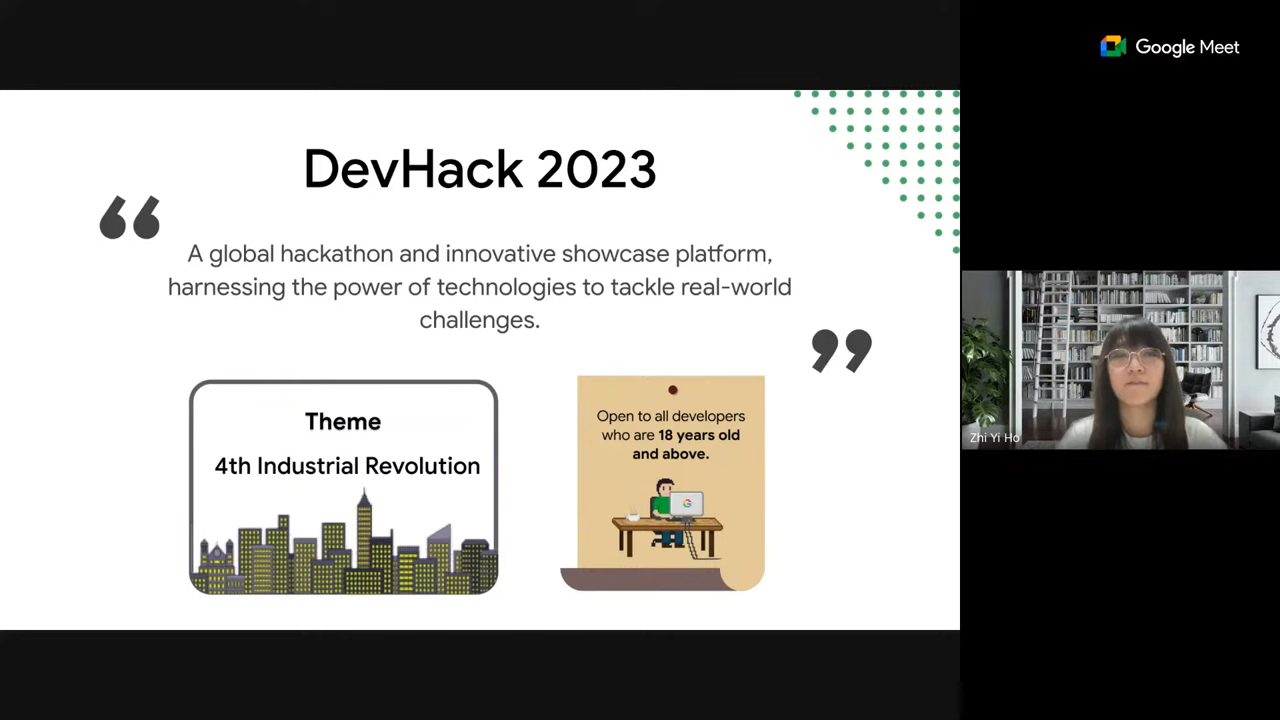 Google Meet
DevHack 2023
“
A global hackathon and innovative showcase platform,
harnessing the power of technologies to tackle real-world
challenges.
”
Theme
4th Industrial Revolution
Open to all developers
who are 18 years old
and above.
Zhi Yi Ho